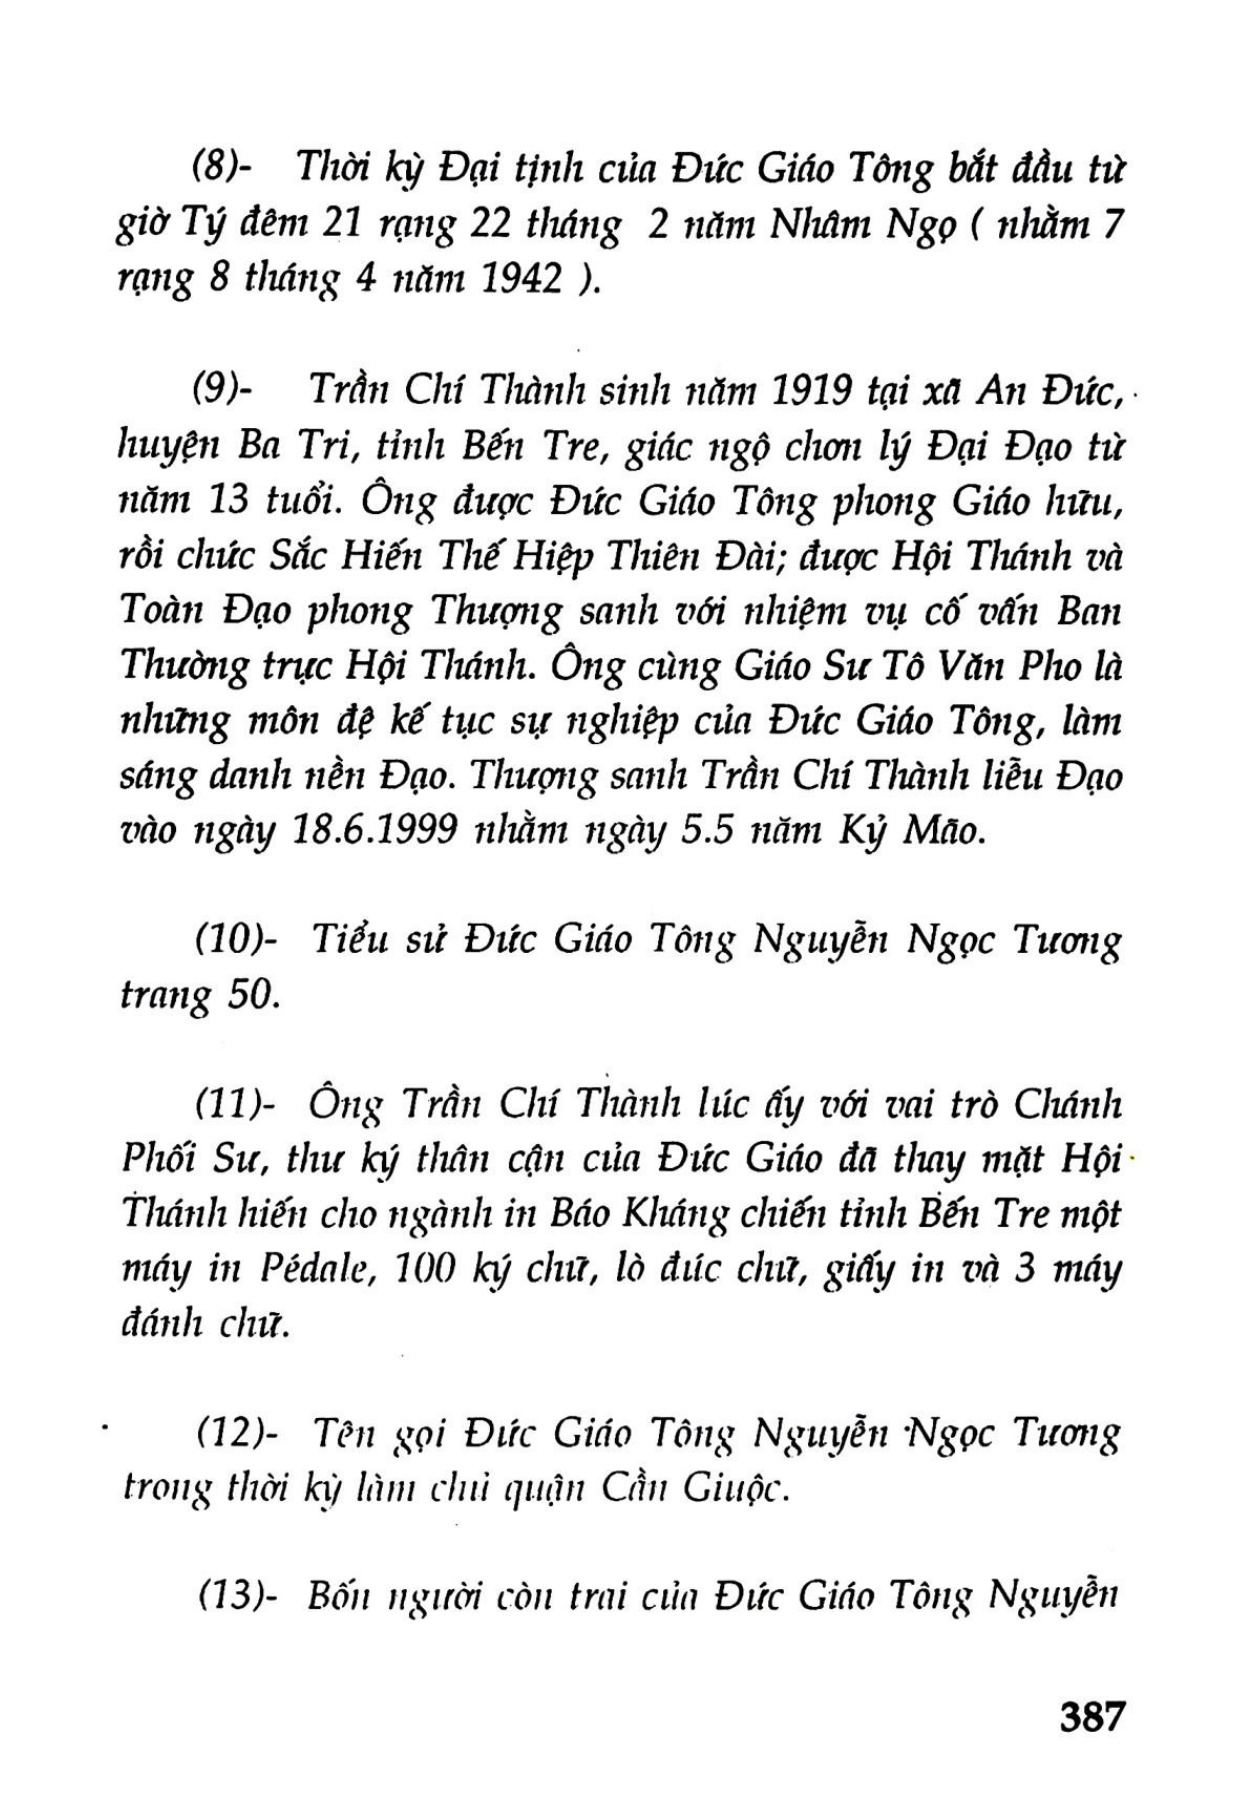 (8)- Thời kỳ Đại tịnh của Đức Giáo Tông bắt đầu từ
giờ Tý đêm 21 rạng 22 tháng 2 năm Nhâm Ngọ ( nhằm 7
rạng 8 tháng 4 năm 1942 ).
(9)- Trần Chí Thành sinh năm 1919 tại xã An Đức,
huyện Ba Tri, tỉnh Bến Tre, giác ngộ chơn lý Đại Đạo từ
năm 13 tuổi. Ông được Đức Giáo Tông phong Giáo hữu,
rồi chức Sắc Hiến Thế Hiệp Thiên Đài; được Hội Thánh và
Toàn Đạo phong Thượng sanh với nhiệm vụ cố vấn Ban
Thường trực Hội Thánh. Ông cùng Giáo Sư Tô Văn Pho là
những môn đệ kế tục sự nghiệp của Đức Giáo Tông, làm
sáng danh nền Đạo. Thượng sanh Trần Chí Thành liễu Đạo
vào ngày 18.6.1999 nhằm ngày 5.5 năm Kỷ Mão.
(10)- Tiểu sử Đức Giáo Tông Nguyễn Ngọc Tương
trang 50.
(11)- Ông Trần Chí Thành lúc ấy với vai trò Chánh
Phối Sư, thư ký thân cận của Đức Giáo đã thay mặt Hội
Thánh hiến cho ngành in Báo Kháng chiến tỉnh Bến Tre một
máy in Pédale, 100 ký chữ, lò đúc chữ, giấy in và 3 máy
đánh chữ.
(12)- Tên gọi Đức Giáo Tông Nguyễn Ngọc Tương
trong thời kỳ làm chủ quận Cần Giuộc.
(13)- Bốn người còn trai của Đức Giáo Tông Nguyễn
387